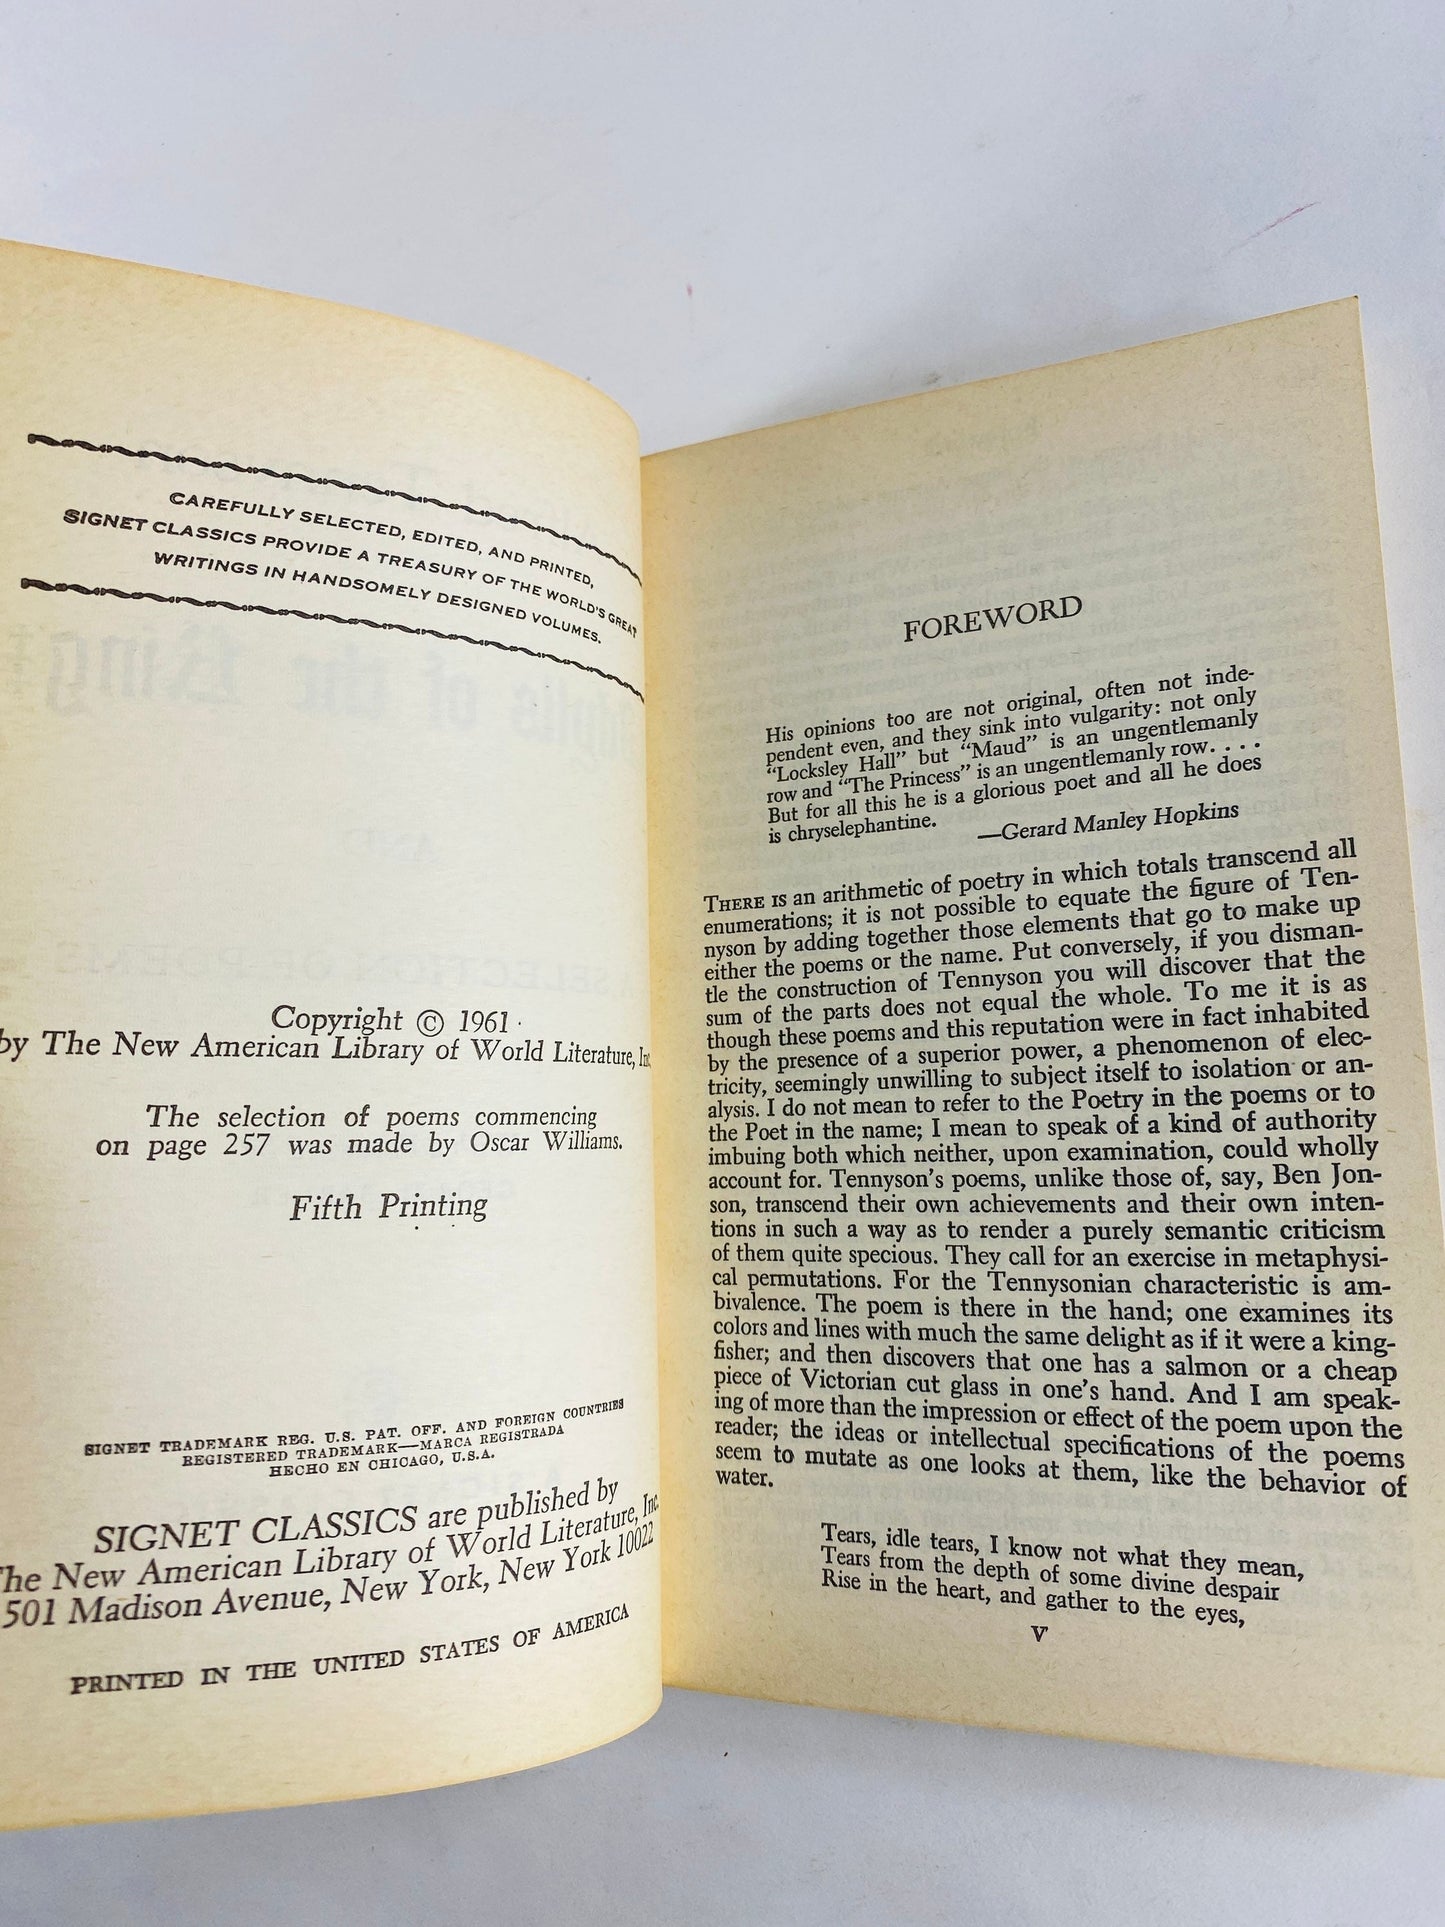 CAREFULLY SELECTED, EDITED, AND PRINTED,
SIGNET CLASSICS PROVIDE A TREASURY OF THE WORLD'S GREAT
WRITINGS IN HANDSOMELY DESIGNED VOLUMES.
Copyright © 1961
by The New American Library of World Literature, Inc.
The selection of poems commencing
on page 257 was made by Oscar Williams.
Fifth Printing
SIGNET TRADEMARK REG. U.S. PAT. OFF. AND FOREIGN COUNTRIES
REGISTERED TRADEMARK—MARCA REGISTRADA
HECHO EN CHICAGO, U.S.A.
SIGNET CLASSICS are published by
The New American Library of World Literature, Inc.
501 Madison Avenue, New York, New York 10022
PRINTED IN THE UNITED STATES OF AMERICA
FOREWORD
His opinions too are not original, often not inde-
pendent even, and they sink into vulgarity: not only
"Locksley Hall" but "Maud" is an ungentlemanly
row and "The Princess" is an ungentlemanly row. . . .
But for all this he is a glorious poet and all he does
is chryselephantine.
—Gerard Manley Hopkins
THERE IS an arithmetic of poetry in which totals transcend all
enumerations; it is not possible to equate the figure of Ten-
nyson by adding together those elements that go to make up
either the poems or the name. Put conversely, if you disman-
tle the construction of Tennyson you will discover that the
sum of the parts does not equal the whole. To me it is as
though these poems and this reputation were in fact inhabited
by the presence of a superior power, a phenomenon of elec-
tricity, seemingly unwilling to subject itself to isolation or an-
alysis. I do not mean to refer to the Poetry in the poems or to
the Poet in the name; I mean to speak of a kind of authority
imbuing both which neither, upon examination, could wholly
account for. Tennyson's poems, unlike those of, say, Ben Jon-
son, transcend their own achievements and their own inten-
tions in such a way as to render a purely semantic criticism
of them quite specious. They call for an exercise in metaphysi-
cal permutations. For the Tennysonian characteristic is am-
bivalence. The poem is there in the hand; one examines its
colors and lines with much the same delight as if it were a king-
fisher; and then discovers that one has a salmon or a cheap
piece of Victorian cut glass in one's hand. And I am speak-
ing of more than the impression or effect of the poem upon the
reader; the ideas or intellectual specifications of the poems
seem to mutate as one looks at them, like the behavior of
water.
Tears, idle tears, I know not what they mean,
Tears from the depth of some divine despair
Rise in the heart, and gather to the eyes,
V